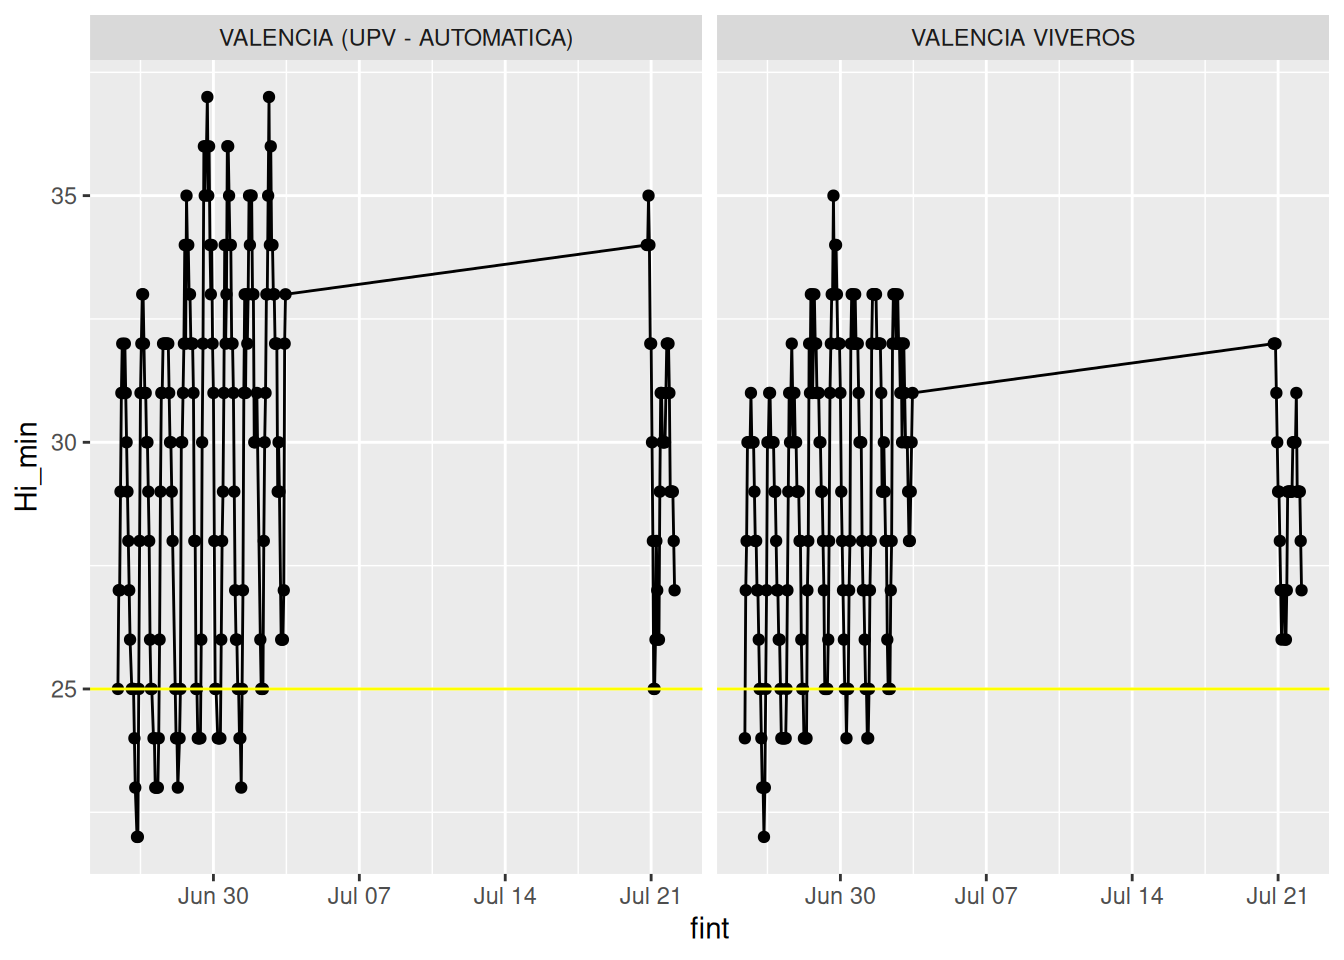 VALENCIA (UPV - AUTOMATICA)
VALENCIA VIVEROS
Hi_min
35
30
25
Jun 30
Jul 07
Jul 14
Jul 21
Jun 30
Jul 07
Jul 14
Jul 21
fint